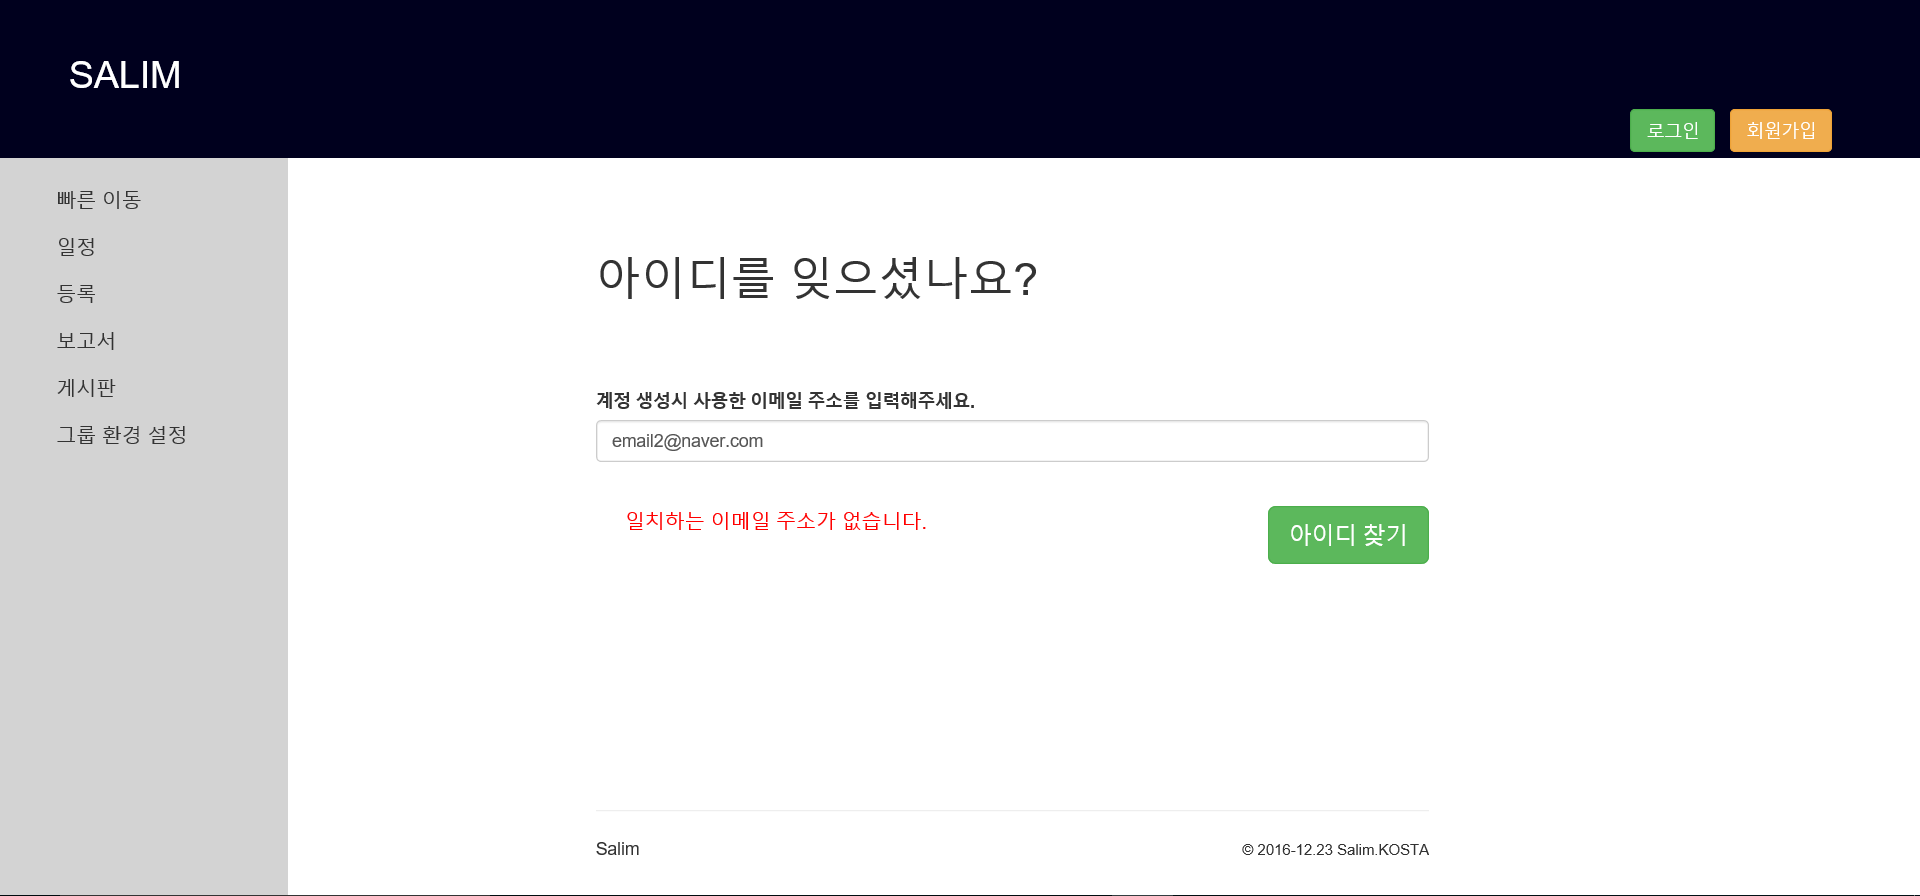 SALIM
로그인 회원가입
빠른 이동
일정
등록
보고서
게시판
그룹 환경 설정
아이디를 잊으셨나요?
계정 생성시 사용한 이메일 주소를 입력해주세요.
email2@naver.com
일치하는 이메일 주소가 없습니다.
아이디 찾기
Salim
© 2016-12.23 Salim.KOSTA